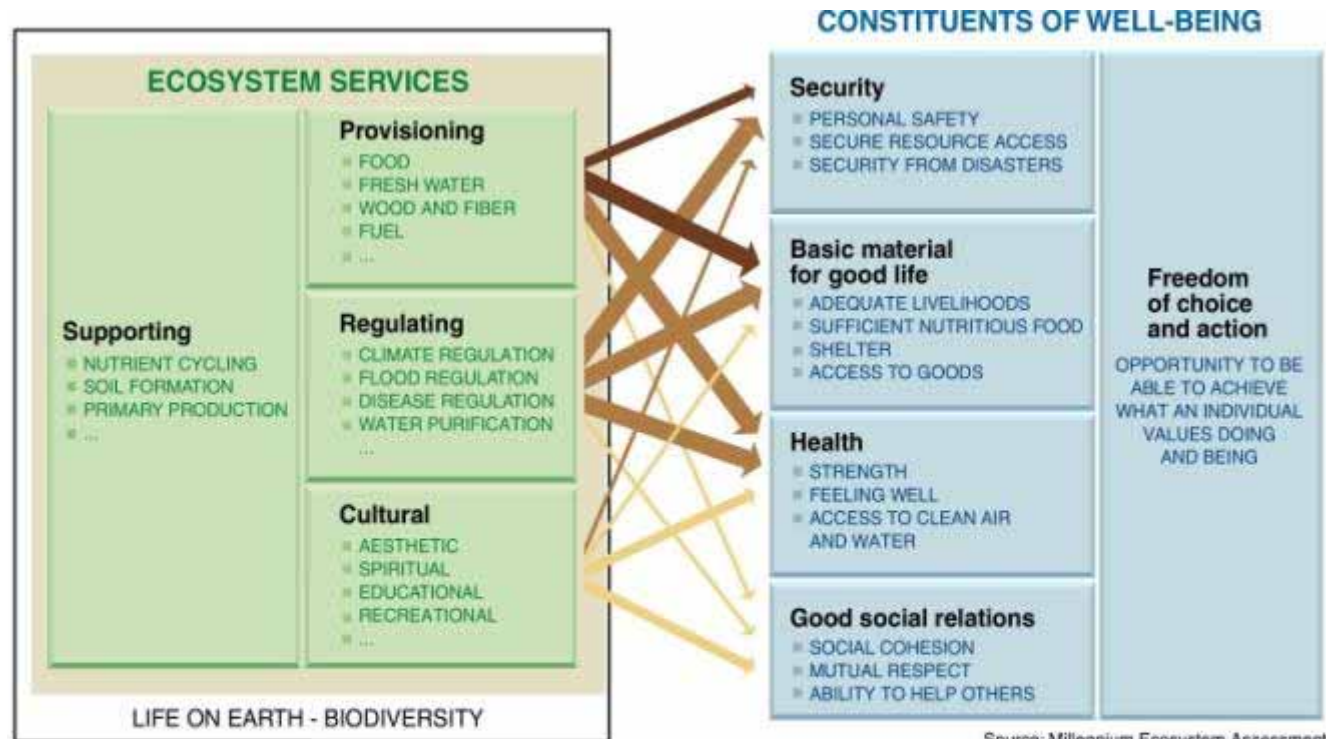 CONSTITUENTS OF WELL-BEING
ECOSYSTEM SERVICES
Supporting
NUTRIENT CYCLING
SOIL FORMATION
PRIMARY PRODUCTION
...
Provisioning
FOOD
FRESH WATER
WOOD AND FIBER
FUEL
...
Regulating
CLIMATE REGULATION
FLOOD REGULATION
DISEASE REGULATION
WATER PURIFICATION
...
Cultural
AESTHETIC
SPIRITUAL
EDUCATIONAL
RECREATIONAL
...
LIFE ON EARTH - BIODIVERSITY
Security
PERSONAL SAFETY
SECURE RESOURCE ACCESS
SECURITY FROM DISASTERS
Basic material
for good life
ADEQUATE LIVELIHOODS
SUFFICIENT NUTRITIOUS FOOD
SHELTER
ACCESS TO GOODS
Health
STRENGTH
FEELING WELL
ACCESS TO CLEAN AIR
AND WATER
Good social relations
SOCIAL COHESION
MUTUAL RESPECT
ABILITY TO HELP OTHERS
Freedom
of choice
and action
OPPORTUNITY TO BE
ABLE TO ACHIEVE
WHAT AN INDIVIDUAL
VALUES DOING
AND BEING
Source: Millennium Ecosystem Assessment